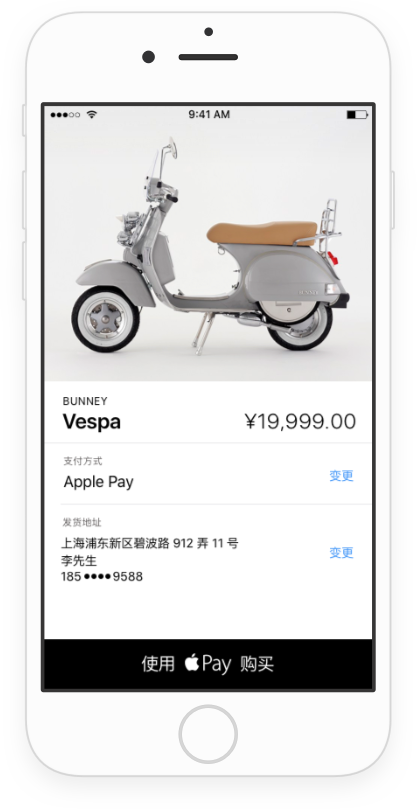 9:41 AM
BUNNEY
Vespa ¥19,999.00
支付方式
Apple Pay 变更
发货地址
上海浦东新区碧波路 912 弄 11 号
李先生 变更
185 ●●●● 9588
使用 Pay 购买